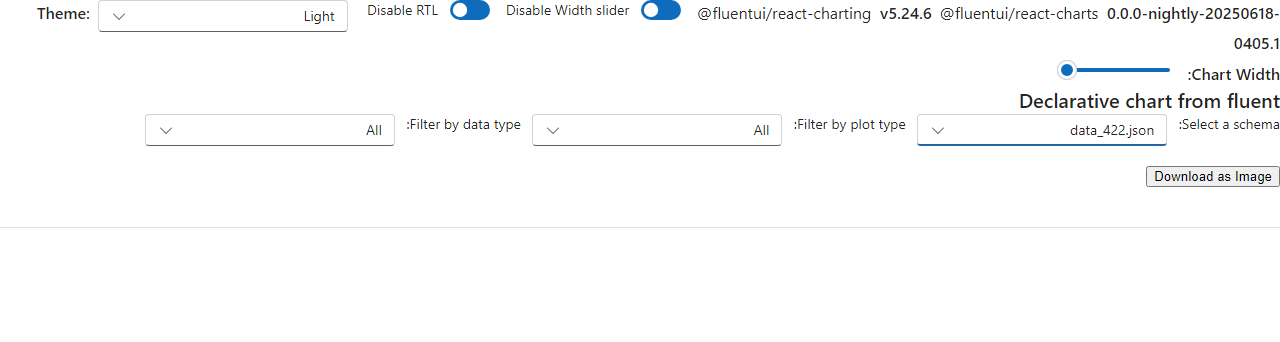 Theme: Light Disable RTL Disable Width slider @fluentui/react-charting v5.24.6 @fluentui/react-charts 0.0.0-nightly-20250618-
0405.1
:Chart Width
Declarative chart from fluent
All :Filter by data type All :Filter by plot type data_422.json :Select a schema
Download as Image